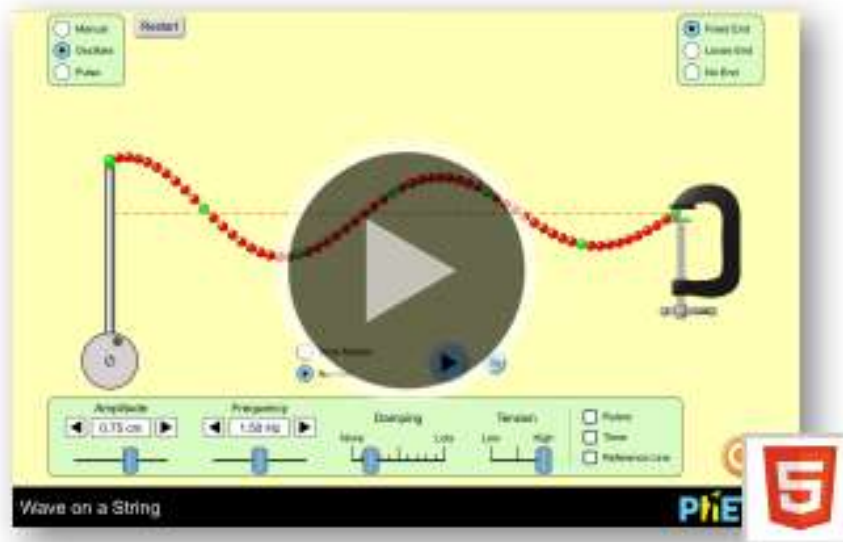 Manual
Restart
Oscillate
Pulse
Fixed End
Loose End
No End
Amplitude
0.75 cm
Frequency
1.50 Hz
Damping
None
Lots
Tension
Low
High
Rulers
Timer
Reference Line
Wave on a String
PhE
5